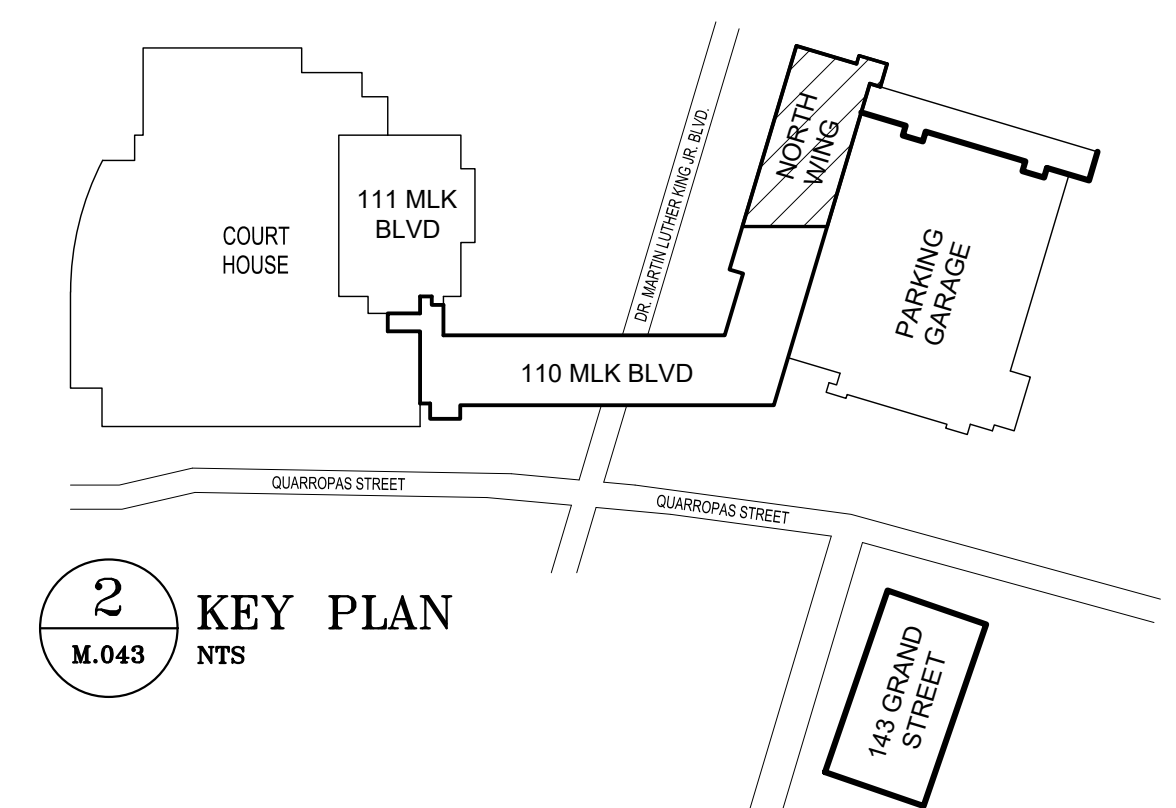 NORTH
WING
DR. MARTIN LUTHER KING JR. BLVD.
111 MLK
BLVD
COURT
HOUSE
PARKING
GARAGE
110 MLK BLVD
QUARROPAS STREET
QUARROPAS STREET
2
M.043
KEY PLAN
NTS
143 GRAND
STREET